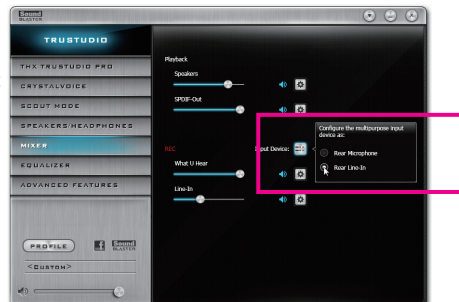 Sound
BLASTER
TRUSTUDIO
THX TRUSTUDIO PRO
CRYSTALVOICE
SCOUT MODE
SPEAKERS/HEADPHONES
MIXER
EQUALIZER
ADVANCED FEATURES
PROFILE
f
Sound
BLASTER
<CUSTOM>
Playback
Speakers
SPDIF-Out
REC
Input Device:
What U Hear
Line-In
Configure the multipurpose input
device as:
Rear Microphone
Rear Line-In